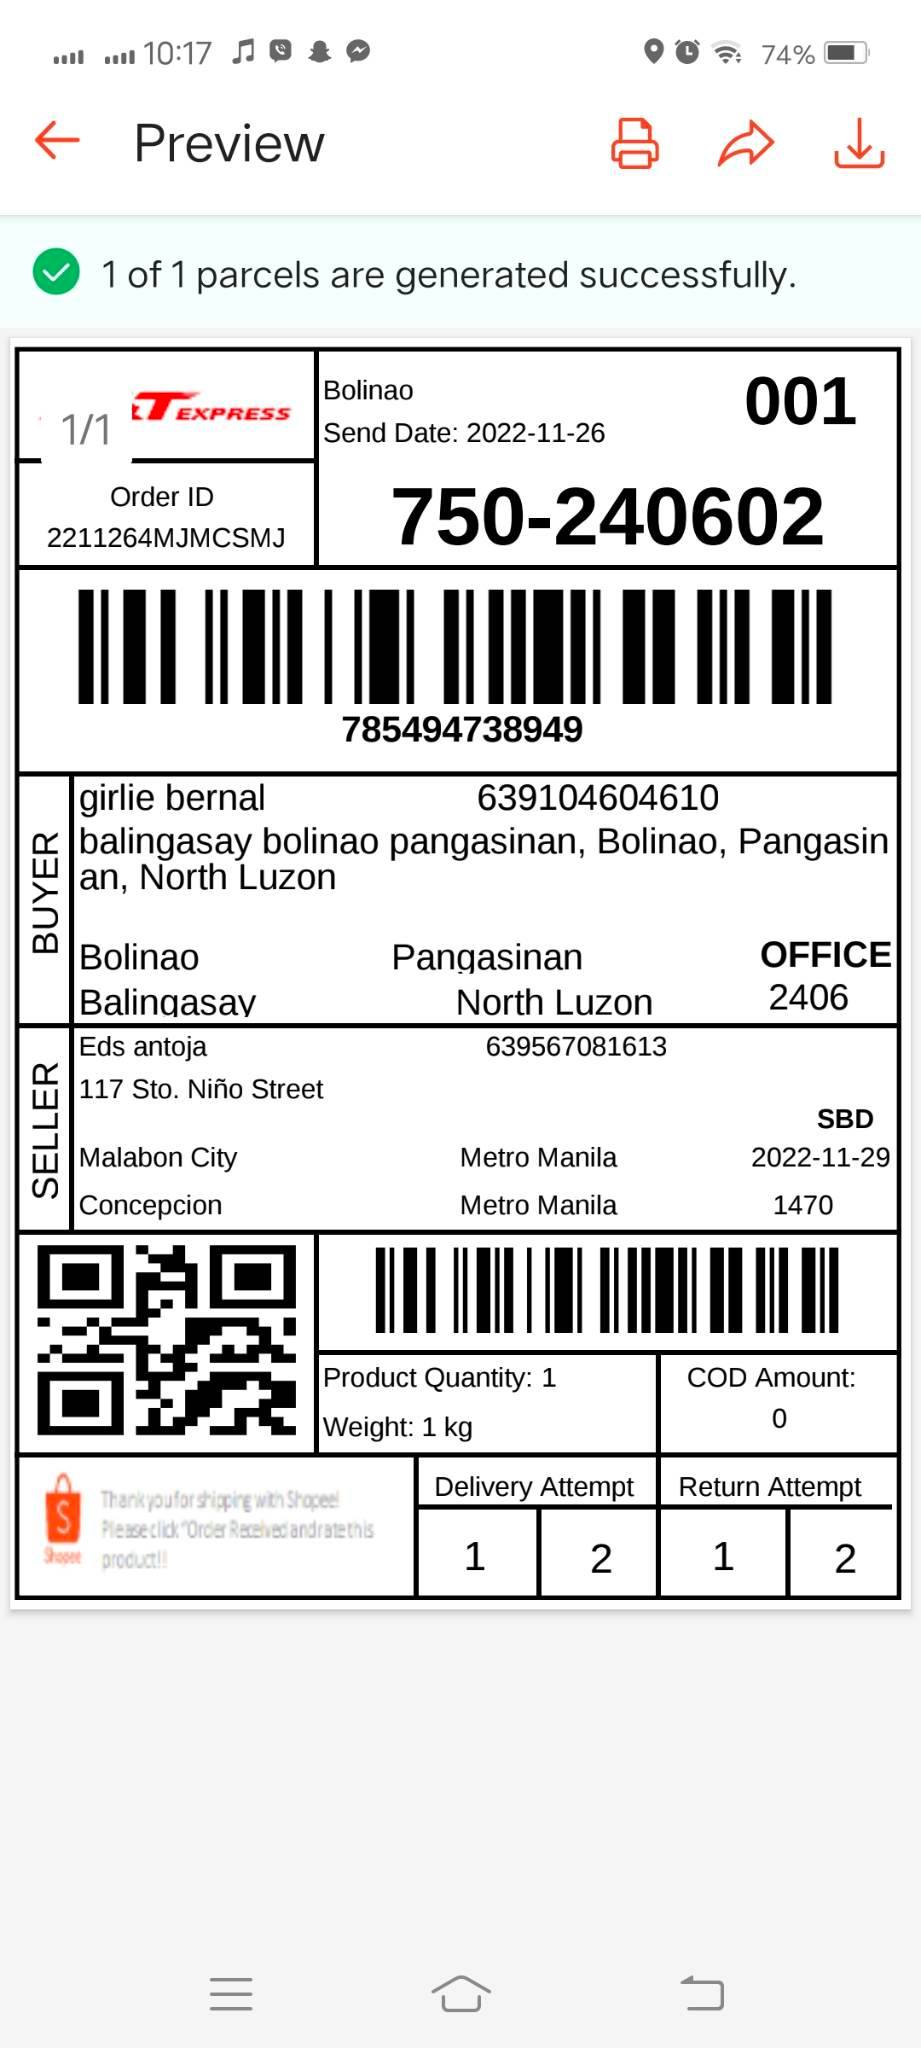 10:17
74%
Preview
1 of 1 parcels are generated successfully.
1/1
T EXPRESS
Bolinao
Send Date: 2022-11-26
001
Order ID
2211264MJMCSMJ
750-240602
785494738949
BUYER
girlie bernal 639104604610
balingasay bolinao pangasinan, Bolinao, Pangasin
an, North Luzon
Bolinao Pangasinan OFFICE
Balingasay North Luzon 2406
SELLER
Eds antoja 639567081613
117 Sto. Niño Street
SBD
Malabon City Metro Manila 2022-11-29
Concepcion Metro Manila 1470
Product Quantity: 1
Weight: 1 kg
COD Amount:
0
S
Shopee
Thank you for shipping with Shopee!
Please click "Order Received and rate this
product!!
Delivery Attempt
Return Attempt
1 2 1 2